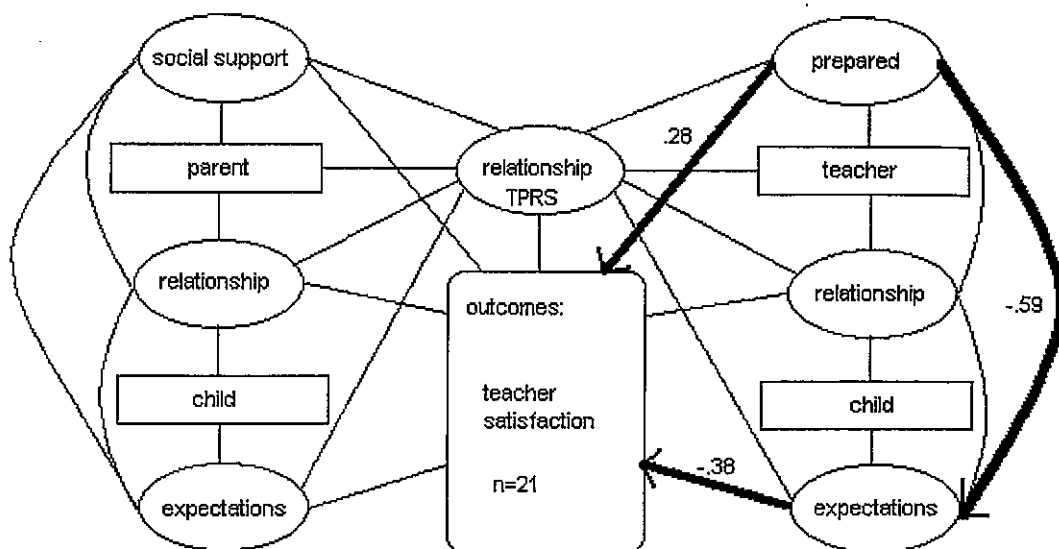 social support
prepared
.28
parent
relationship
TPRS
teacher
relationship
outcomes:
relationship
-.59
child
teacher
satisfaction
child
-.38
n=21
expectations
expectations